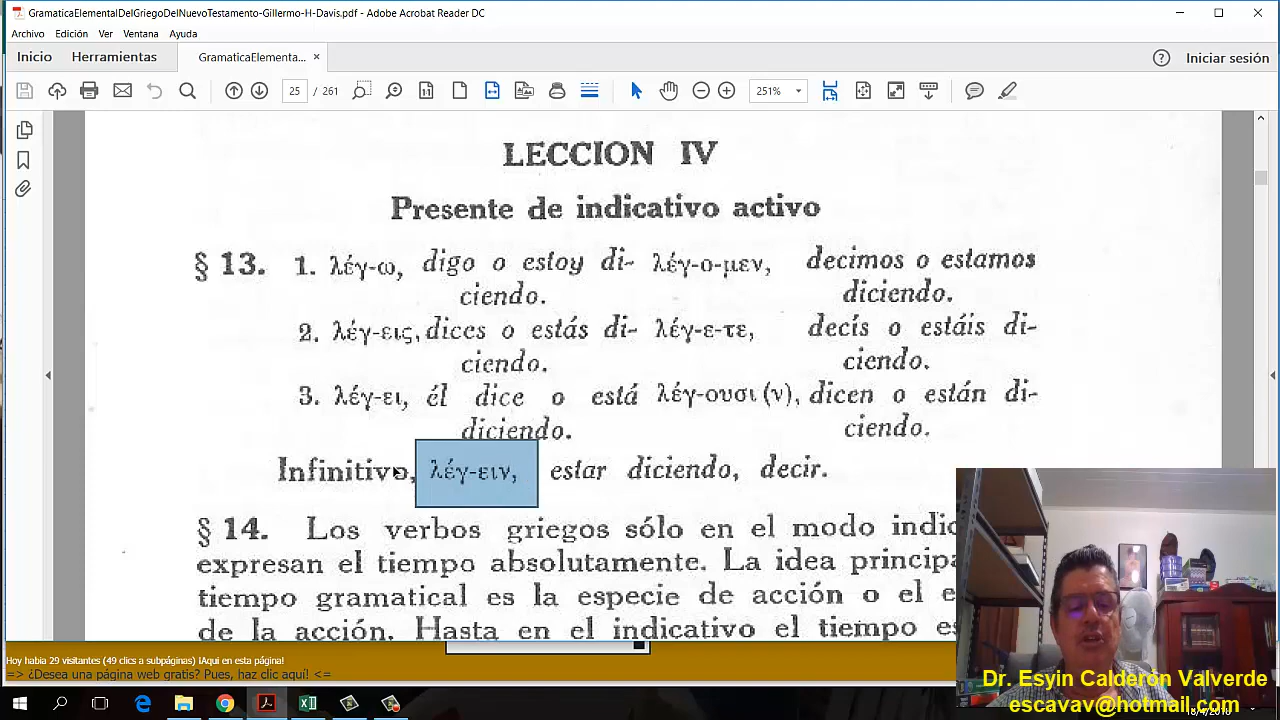 GramaticaElementalDelGriegoDelNuevoTestamento-Gillermo-H-Davis.pdf - Adobe Acrobat Reader DC
Archivo Edición Ver Ventana Ayuda
Inicio Herramientas GramaticaElementa... × Iniciar sesión
25 / 261 251%
LECCION IV
Presente de indicativo activo
§ 13. 1. λέγ-ω, digo o estoy di- λέγ-ο-μεν, decimos o estamos
ciendo. diciendo.
2. λέγ-εις, dices o estás di- λέγ-ε-τε, decís o estáis di-
ciendo. ciendo.
3. λέγ-ει, él dice o está λέγ-ουσι (ν), dicen o están di-
diciendo. ciendo.
Infinitivo, λέγ-ειν, estar diciendo, decir.
§ 14. Los verbos griegos sólo en el modo indic
expresan el tiempo absolutamente. La idea principa
tiempo gramatical es la especie de acción o el e
de la acción. Hasta en el indicativo el tiempo es
Hoy habia 29 visitantes (49 clics a subpáginas) ¡Aqui en esta página!
=> ¿Desea una página web gratis? Pues, haz clic aquí! <=
Dr. Esyin Calderón Valverde
escavav@hotmail.com